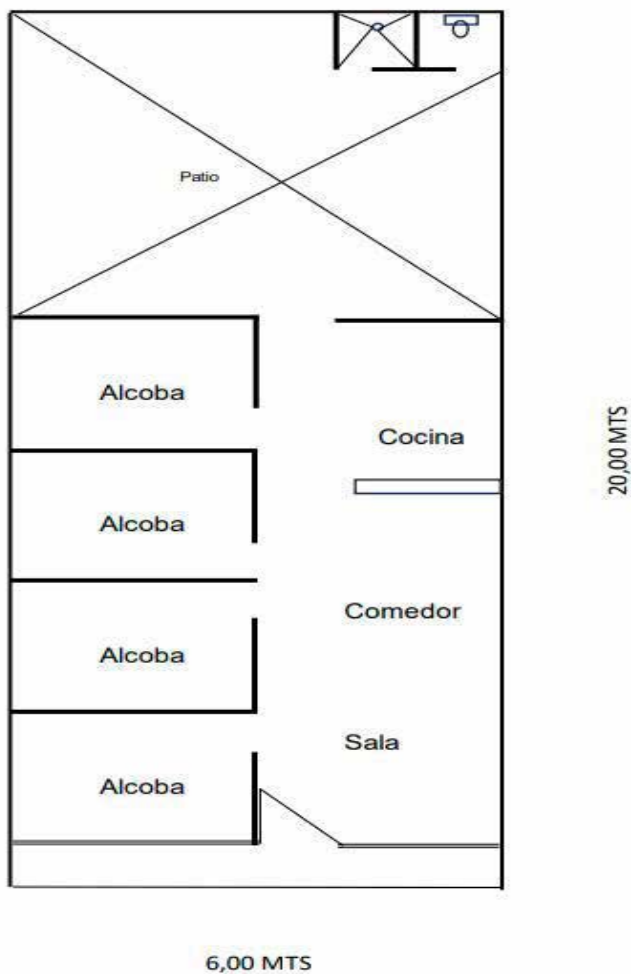 Patio
Alcoba
Cocina
Alcoba
Comedor
Alcoba
Sala
Alcoba
20,00 MTS
6,00 MTS